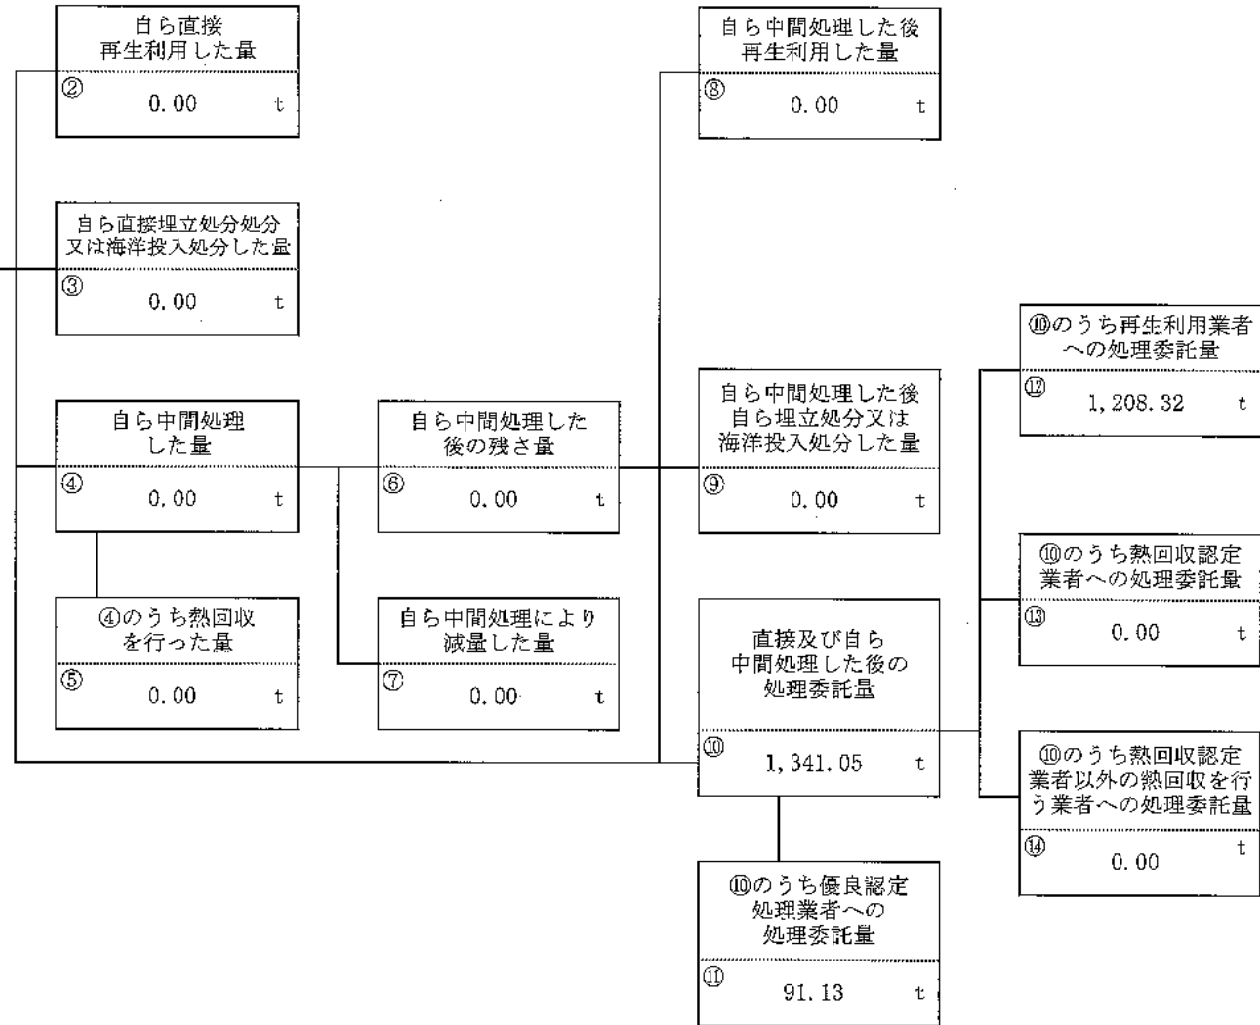 自ら直接
再生利用した量
② 0.00 t
自ら中間処理した後
再生利用した量
⑧ 0.00 t
自ら直接埋立処分処分
又は海洋投入処分した量
③ 0.00 t
自ら中間処理
した量
④ 0.00 t
自ら中間処理した
後の残さ量
⑥ 0.00 t
自ら中間処理した後
自ら埋立処分又は
海洋投入処分した量
⑨ 0.00 t
⑩のうち再生利用業者
への処理委託量
⑫ 1,208.32 t
④のうち熱回収
を行った量
⑤ 0.00 t
自ら中間処理により
減量した量
⑦ 0.00 t
直接及び自ら
中間処理した後の
処理委託量
⑩ 1,341.05 t
⑩のうち熱回収認定
業者への処理委託量
⑬ 0.00 t
⑩のうち熱回収認定
業者以外の熱回収を行
う業者への処理委託量
⑭ 0.00 t
⑩のうち優良認定
処理業者への
処理委託量
⑪ 91.13 t